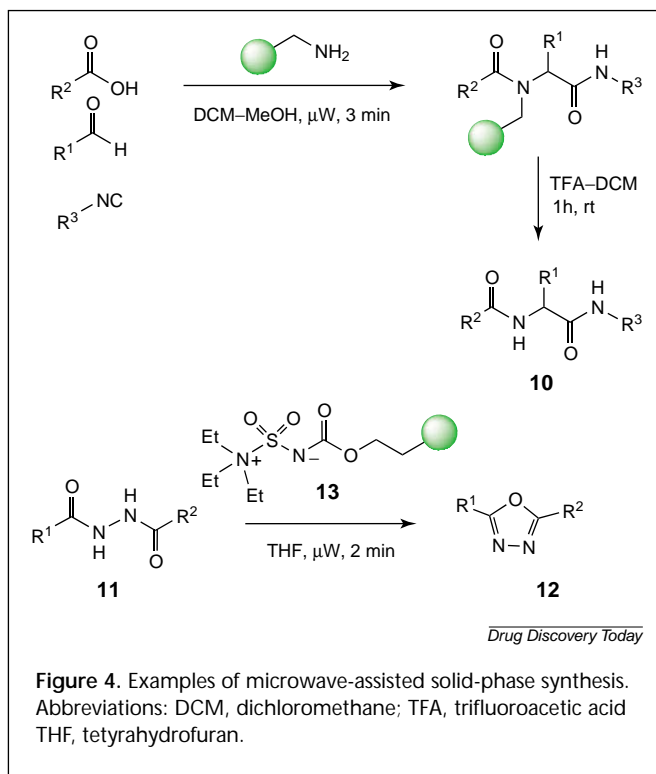 O
R² OH
O
R¹ H
R³ NC
NH₂
DCM–MeOH, μW, 3 min
O R¹ H
R² N N R³
O
TFA–DCM
1h, rt
O R¹ H
R² N N R³
H O
10
O O O
Et S N – O
Et N+
Et
13
O H
R¹ N N R²
H O
11
THF, μW, 2 min
R¹ O R²
N N
12
Drug Discovery Today
Figure 4. Examples of microwave-assisted solid-phase synthesis.
Abbreviations: DCM, dichloromethane; TFA, trifluoroacetic acid
THF, tetyrahydrofuran.